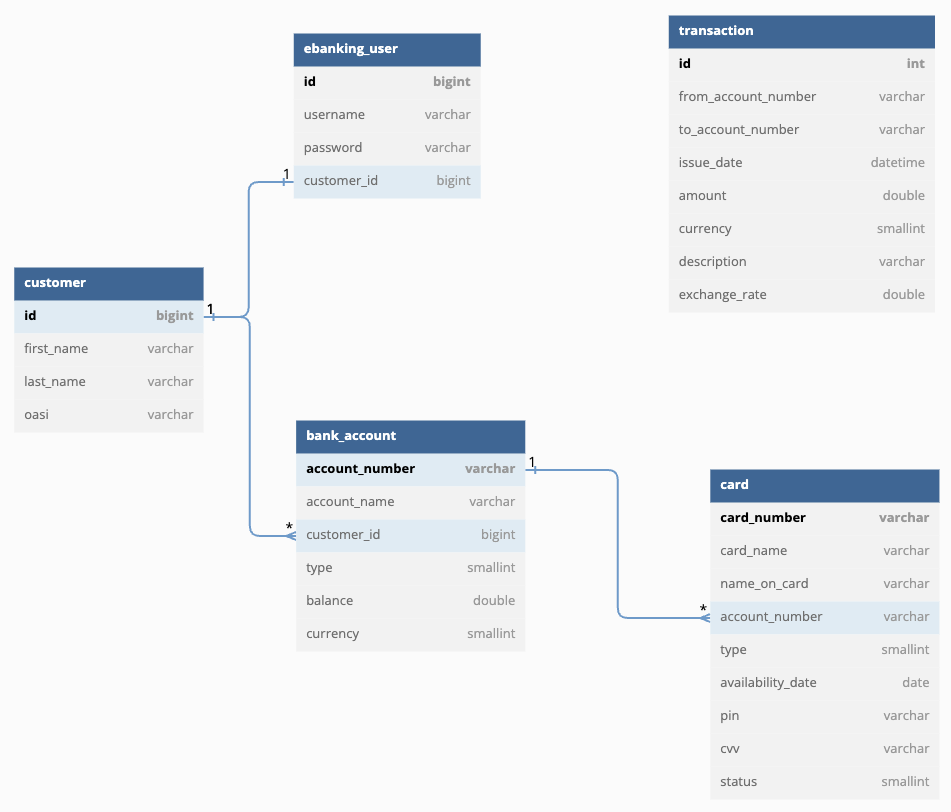 ebanking_user
id bigint
username varchar
password varchar
1 customer_id bigint
transaction
id int
from_account_number varchar
to_account_number varchar
issue_date datetime
amount double
currency smallint
description varchar
exchange_rate double
customer
id bigint 1
first_name varchar
last_name varchar
oasi varchar
bank_account
account_number varchar 1
account_name varchar
* customer_id bigint
type smallint
balance double
currency smallint
card
card_number varchar
card_name varchar
name_on_card varchar
* account_number varchar
type smallint
availability_date date
pin varchar
cvv varchar
status smallint